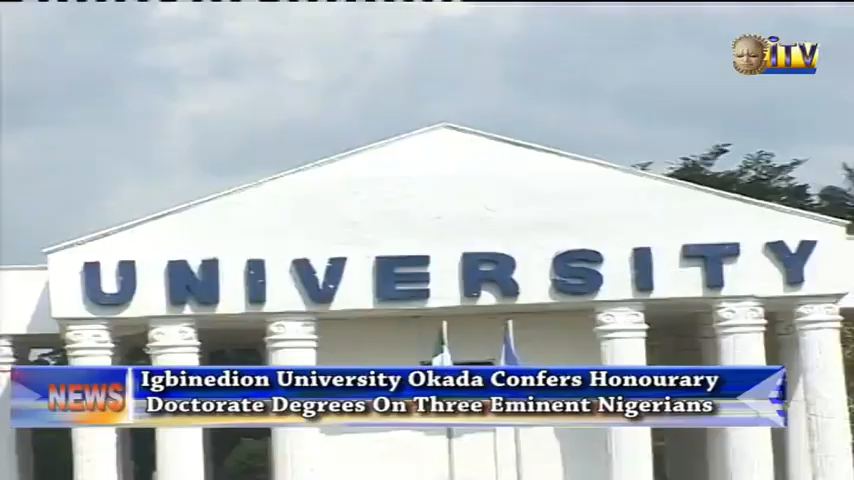 iTV
UNIVERSITY
NEWS
Igbinedion University Okada Confers Honourary
Doctorate Degrees On Three Eminent Nigerians